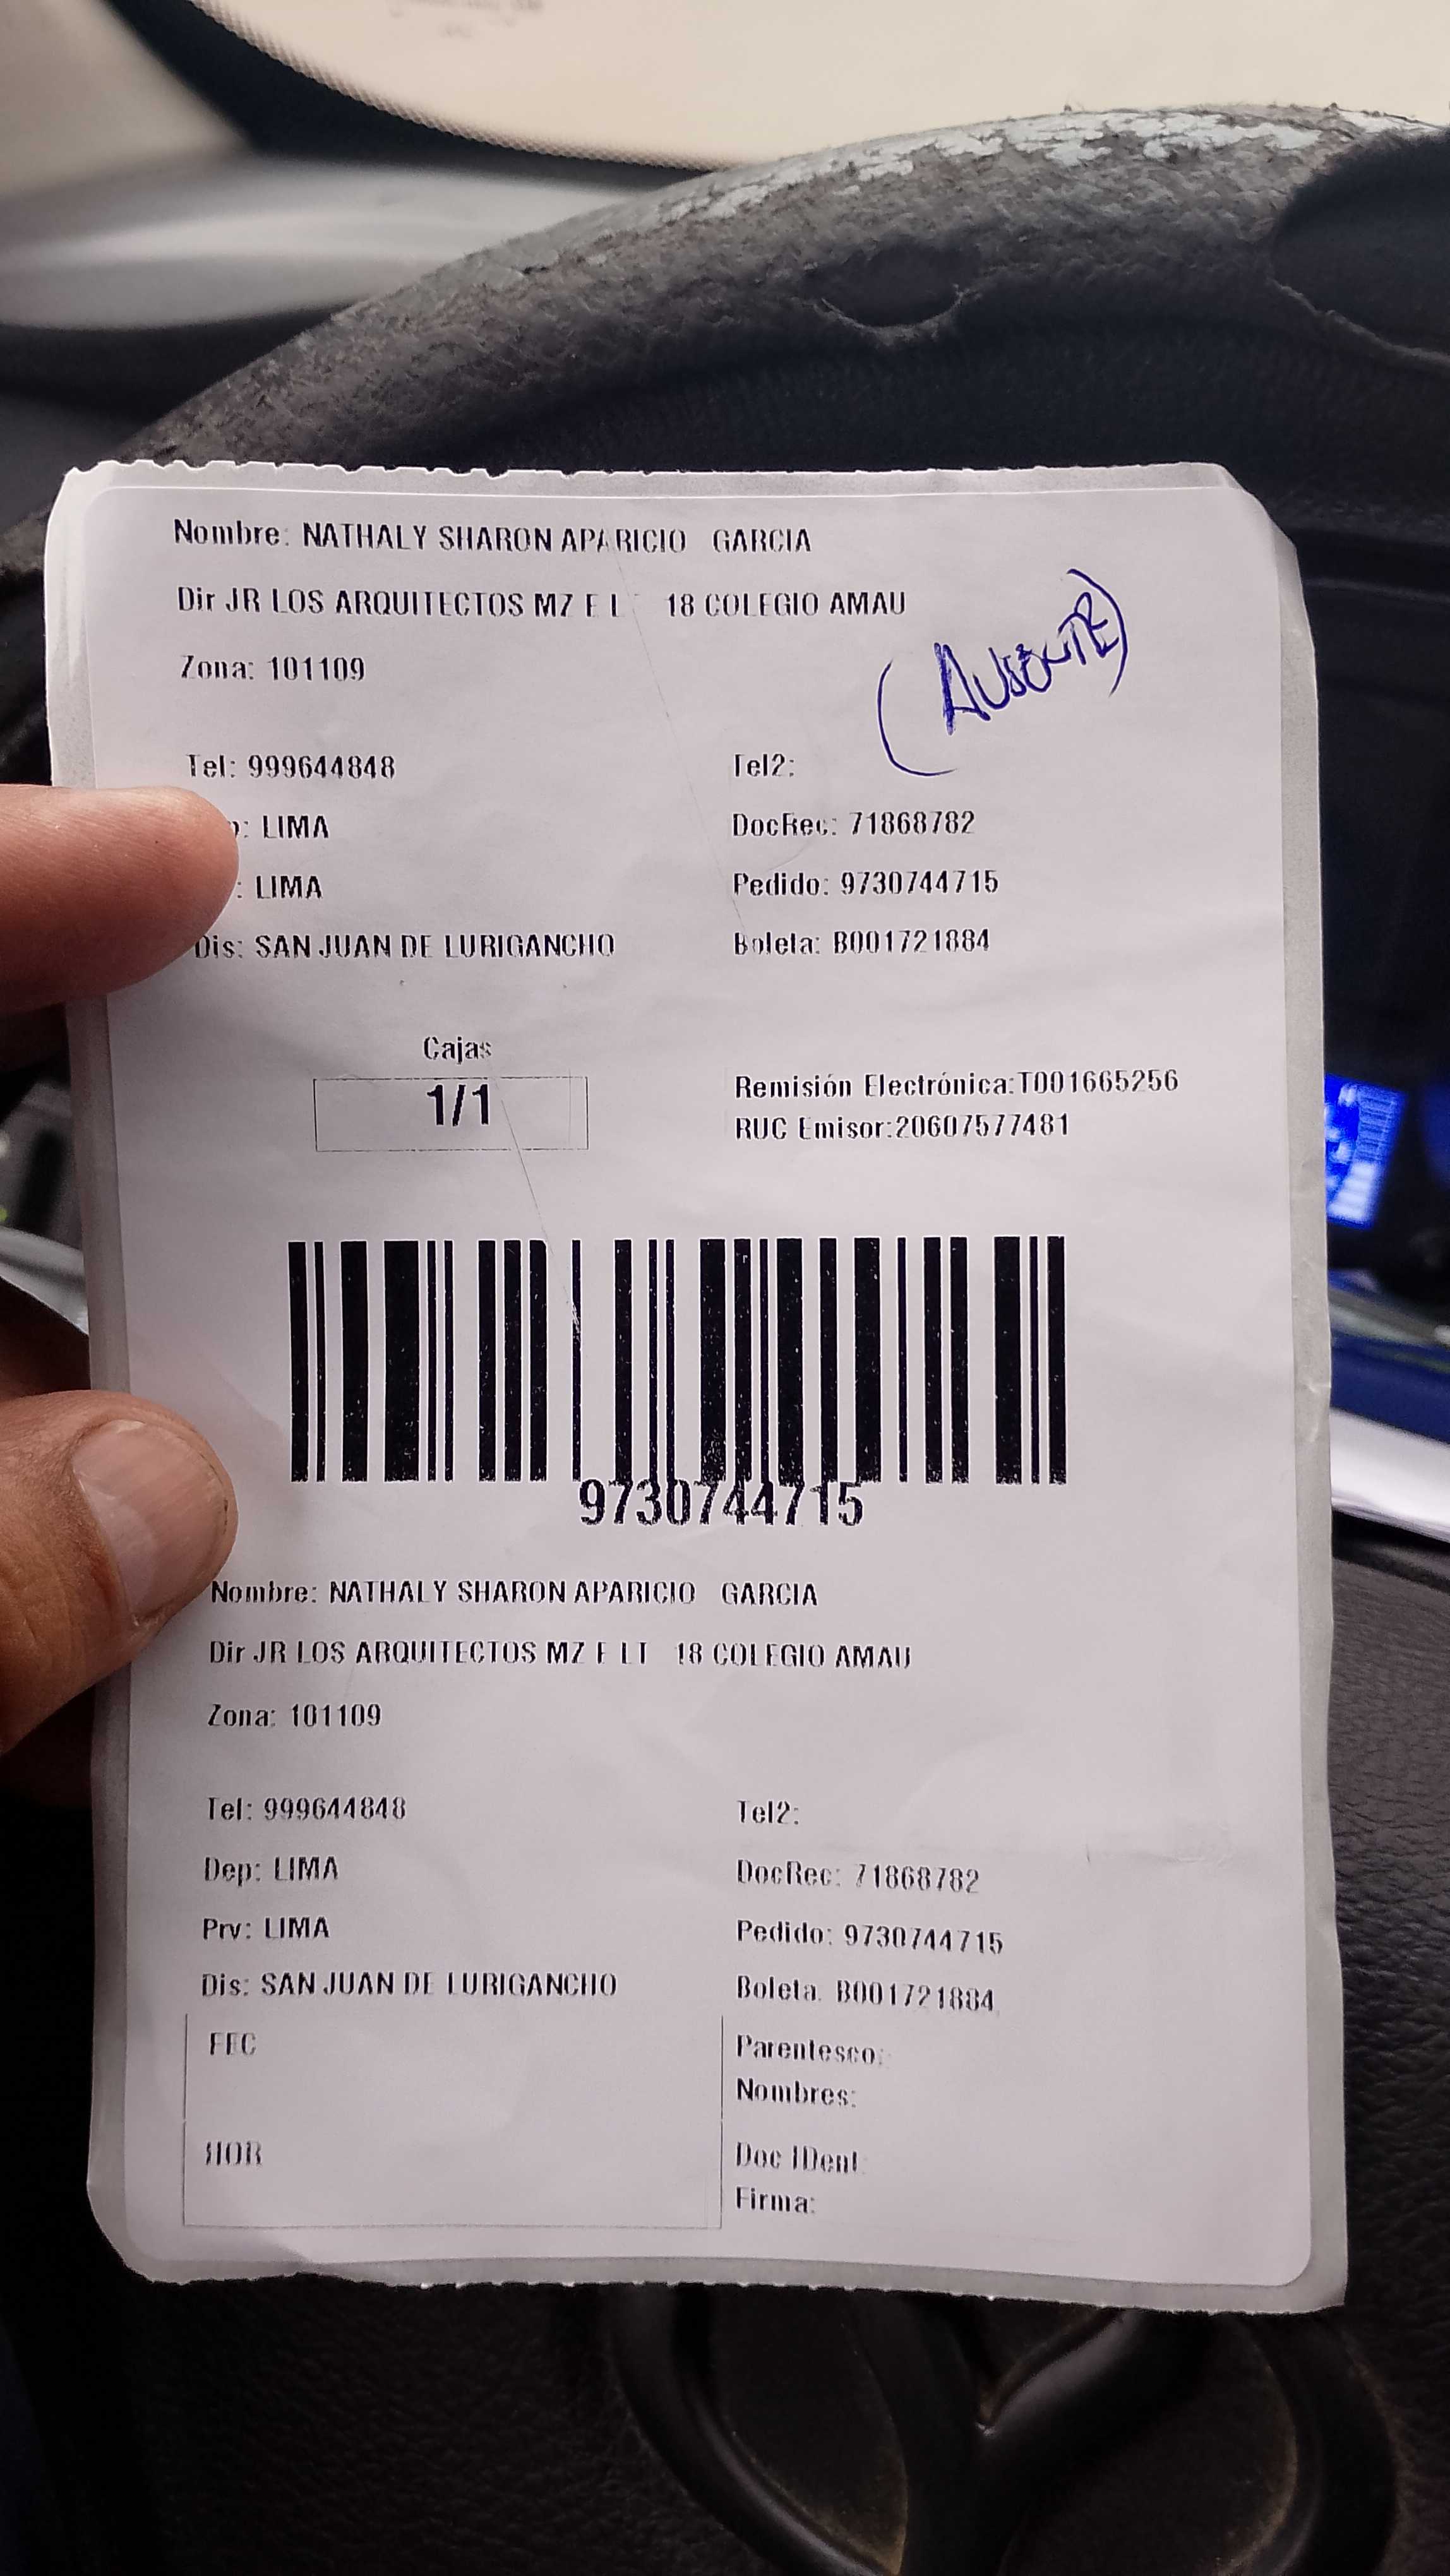 Nombre: NATHALY SHARON APARICIO GARCIA
Dir JR LOS ARQUITECTOS MZ E L 18 COLEGIO AMAU
(AUSENTE)
Zona: 101109
Tel: 999644848 Tel2:
: LIMA DocRec: 71868782
: LIMA Pedido: 9730744715
Dis: SAN JUAN DE LURIGANCHO Boleta: B001721884
Cajas
1/1
Remisión Electrónica:T001665256
RUC Emisor:20607577481
9730744715
Nombre: NATHALY SHARON APARICIO GARCIA
Dir JR LOS ARQUITECTOS MZ E LT 18 COLEGIO AMAU
Zona: 101109
Tel: 999644848 Tel2:
Dep: LIMA DocRec: 71868782
Prv: LIMA Pedido: 9730744715
Dis: SAN JUAN DE LURIGANCHO Boleta: B001721884
FEC Parentesco:
Nombres:
HOR Doc IDent
Firma: